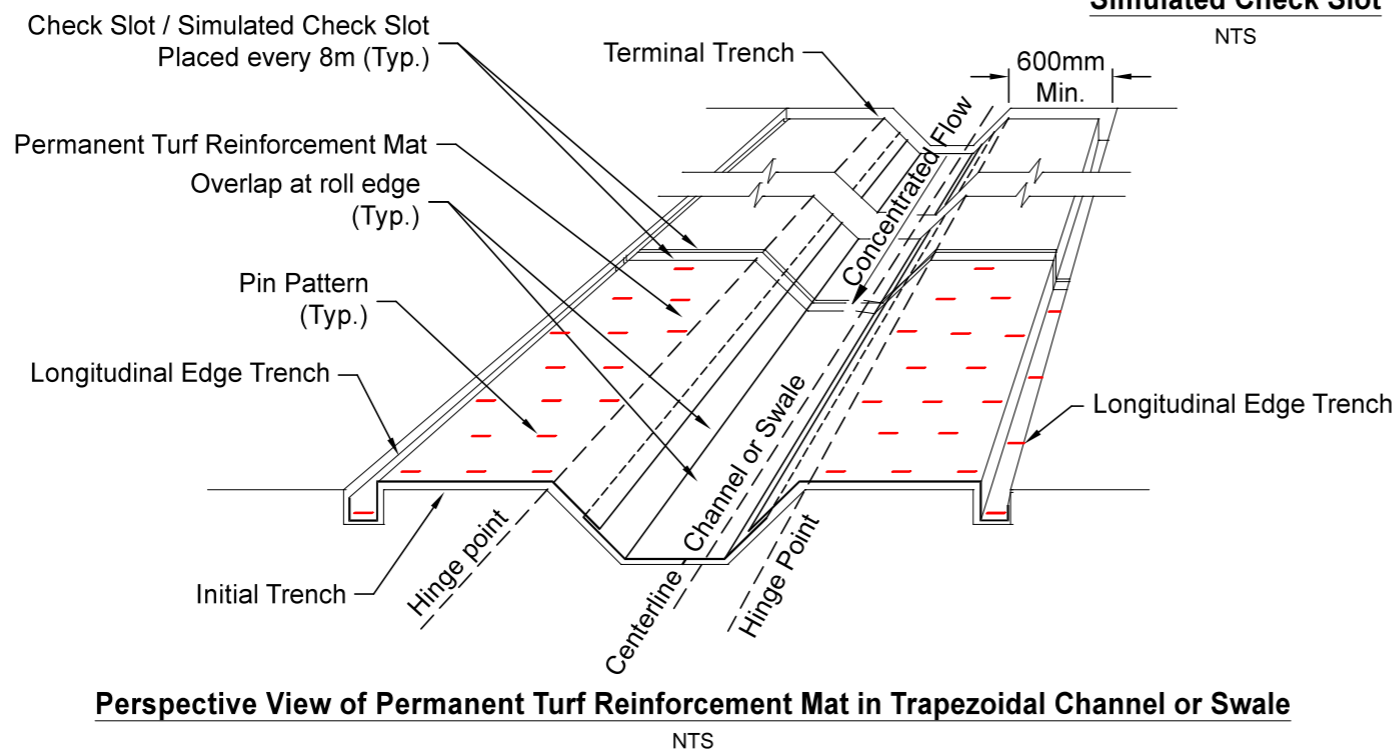 Simulated Check Slot
NTS
Check Slot / Simulated Check Slot
Placed every 8m (Typ.)
Terminal Trench
600mm
Min.
Permanent Turf Reinforcement Mat
Overlap at roll edge
(Typ.)
Concentrated Flow
Pin Pattern
(Typ.)
Longitudinal Edge Trench
Longitudinal Edge Trench
Initial Trench
Hinge point
Centerline Channel or Swale
Hinge Point
Perspective View of Permanent Turf Reinforcement Mat in Trapezoidal Channel or Swale
NTS